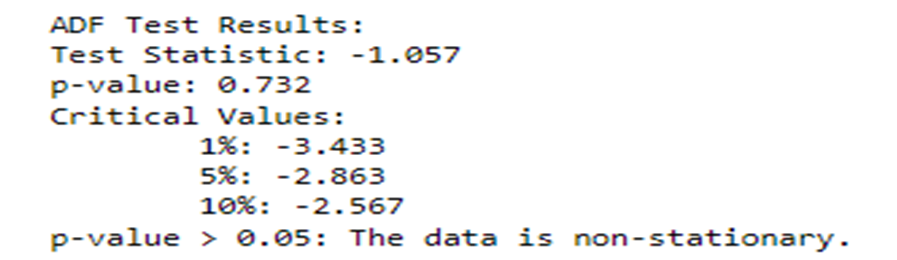 ADF Test Results:
Test Statistic: -1.057
p-value: 0.732
Critical Values:
1%: -3.433
5%: -2.863
10%: -2.567
p-value > 0.05: The data is non-stationary.